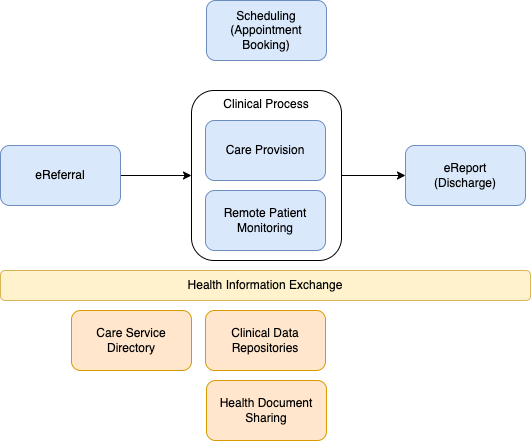 Scheduling
(Appointment
Booking)
Clinical Process
Care Provision
eReferral
eReport
(Discharge)
Remote Patient
Monitoring
Health Information Exchange
Care Service
Directory
Clinical Data
Repositories
Health Document
Sharing